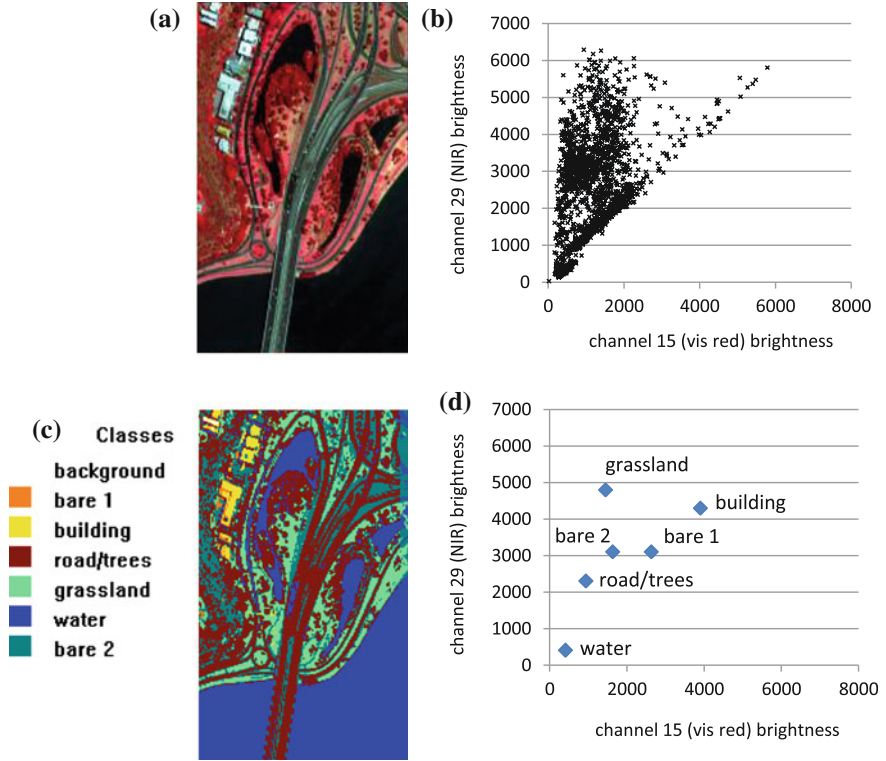 (a)
(b)
channel 29 (NIR) brightness
7000
6000
5000
4000
3000
2000
1000
0
0 2000 4000 6000 8000
channel 15 (vis red) brightness
(c)
Classes
background
bare 1
building
road/trees
grassland
water
bare 2
(d)
channel 29 (NIR) brightness
7000
6000
5000
4000
3000
2000
1000
0
grassland
building
bare 2 bare 1
road/trees
water
0 2000 4000 6000 8000
channel 15 (vis red) brightness